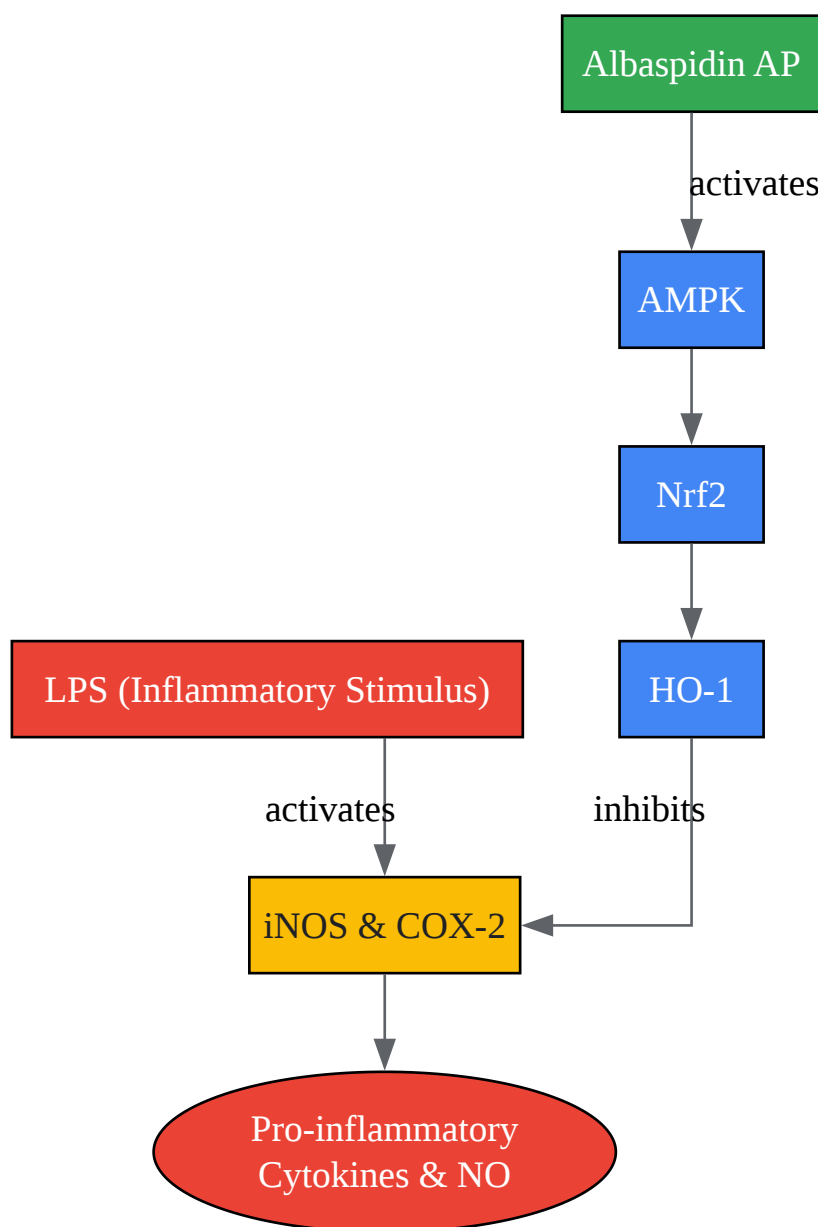 Albaspidin AP
activates
AMPK
Nrf2
LPS (Inflammatory Stimulus)
HO-1
activates
inhibits
iNOS & COX-2
Pro-inflammatory
Cytokines & NO